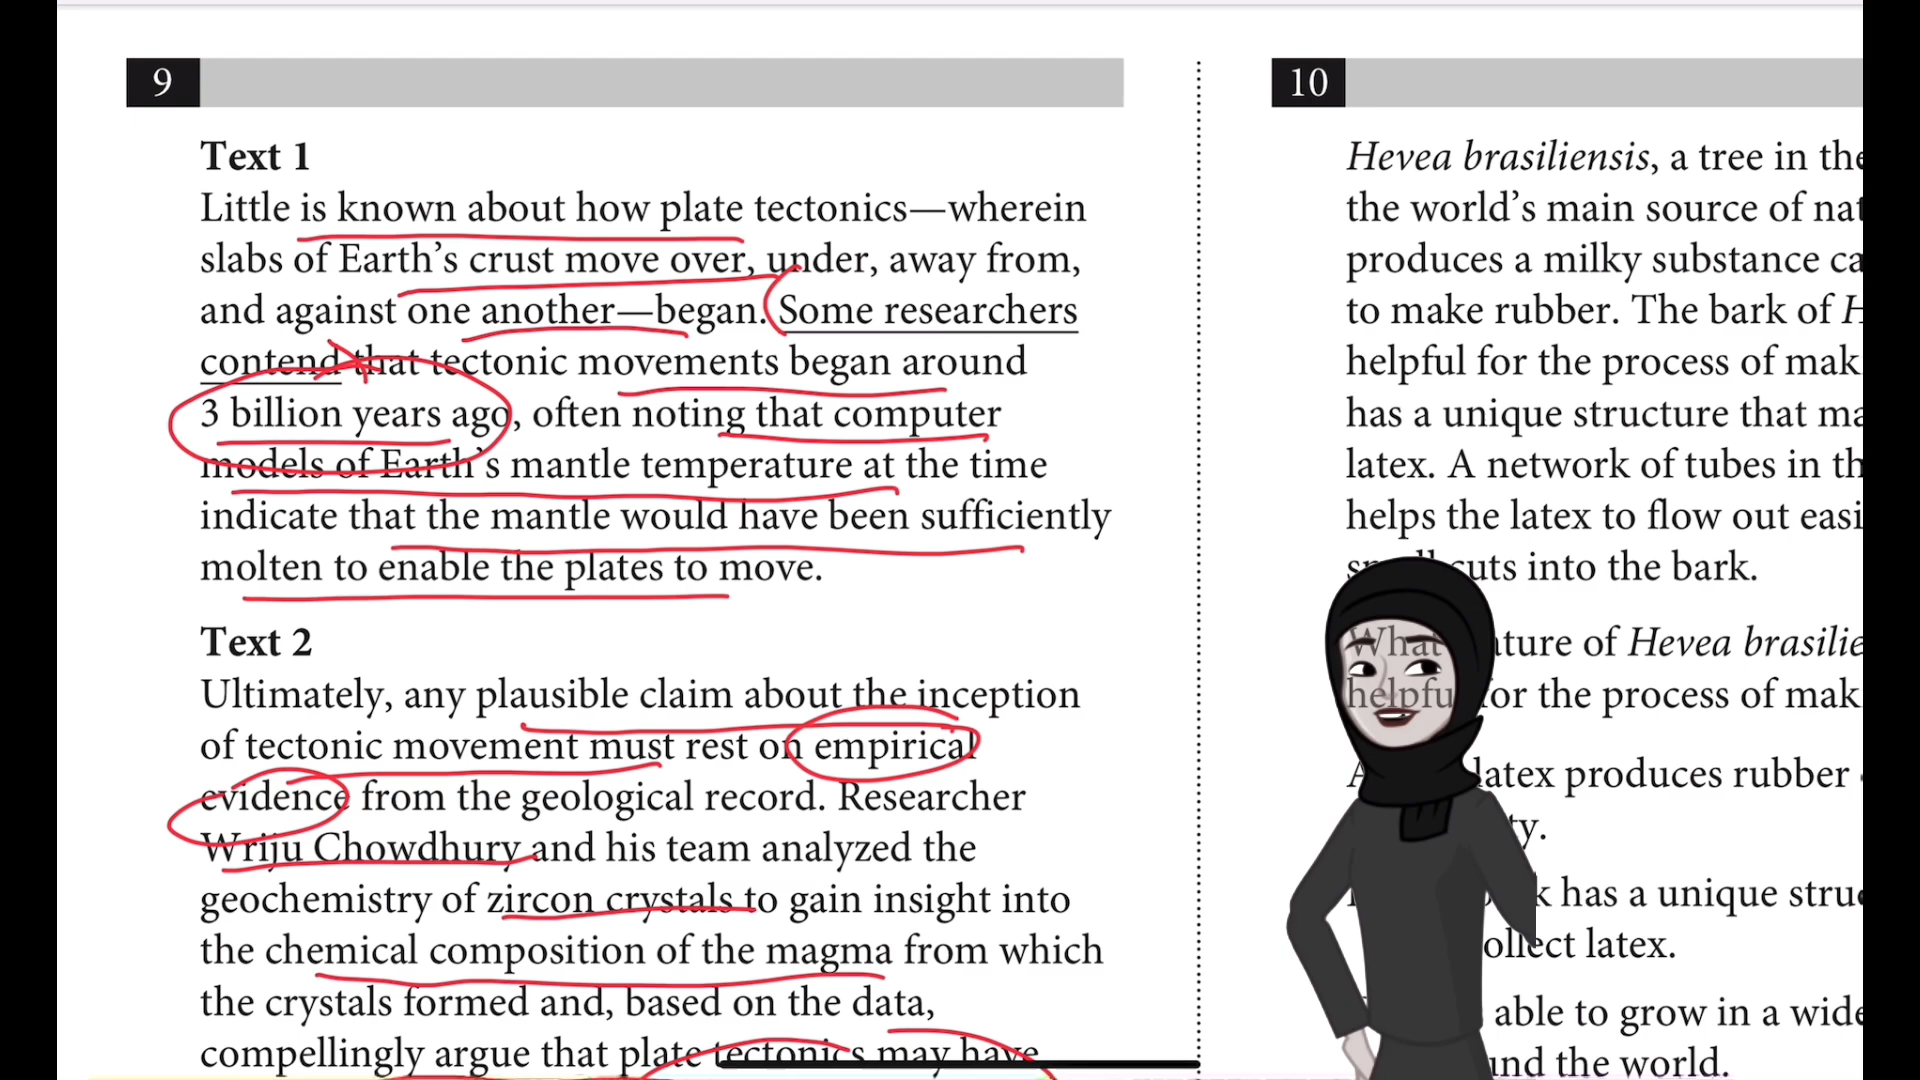 9
Text 1
Little is known about how plate tectonics—wherein
slabs of Earth’s crust move over, under, away from,
and against one another—began. Some researchers
contend that tectonic movements began around
3 billion years ago, often noting that computer
models of Earth’s mantle temperature at the time
indicate that the mantle would have been sufficiently
molten to enable the plates to move.
Text 2
Ultimately, any plausible claim about the inception
of tectonic movement must rest on empirical
evidence from the geological record. Researcher
Wriju Chowdhury and his team analyzed the
geochemistry of zircon crystals to gain insight into
the chemical composition of the magma from which
the crystals formed and, based on the data,
compellingly argue that plate tectonics may have
10
Hevea brasiliensis, a tree in the
the world’s main source of nat
produces a milky substance ca
to make rubber. The bark of H
helpful for the process of mak
has a unique structure that ma
latex. A network of tubes in th
helps the latex to flow out easi
cuts into the bark.
What ature of Hevea brasilie
helpfu for the process of mak
latex produces rubber
ty.
k has a unique struc
ollect latex.
able to grow in a wide
und the world.